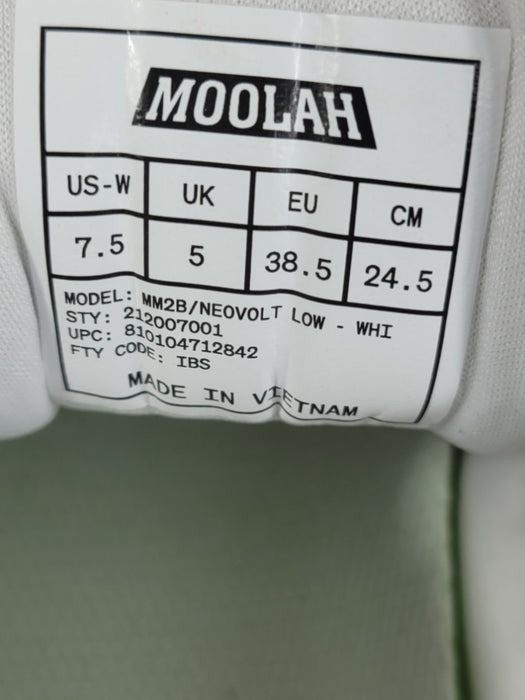 MOOLAH
US-W UK EU CM
7.5 5 38.5 24.5
MODEL: MM2B/NEOVOLT LOW - WHI
STY: 212007001
UPC: 810104712842
FTY CODE: IBS
MADE IN VIETNAM